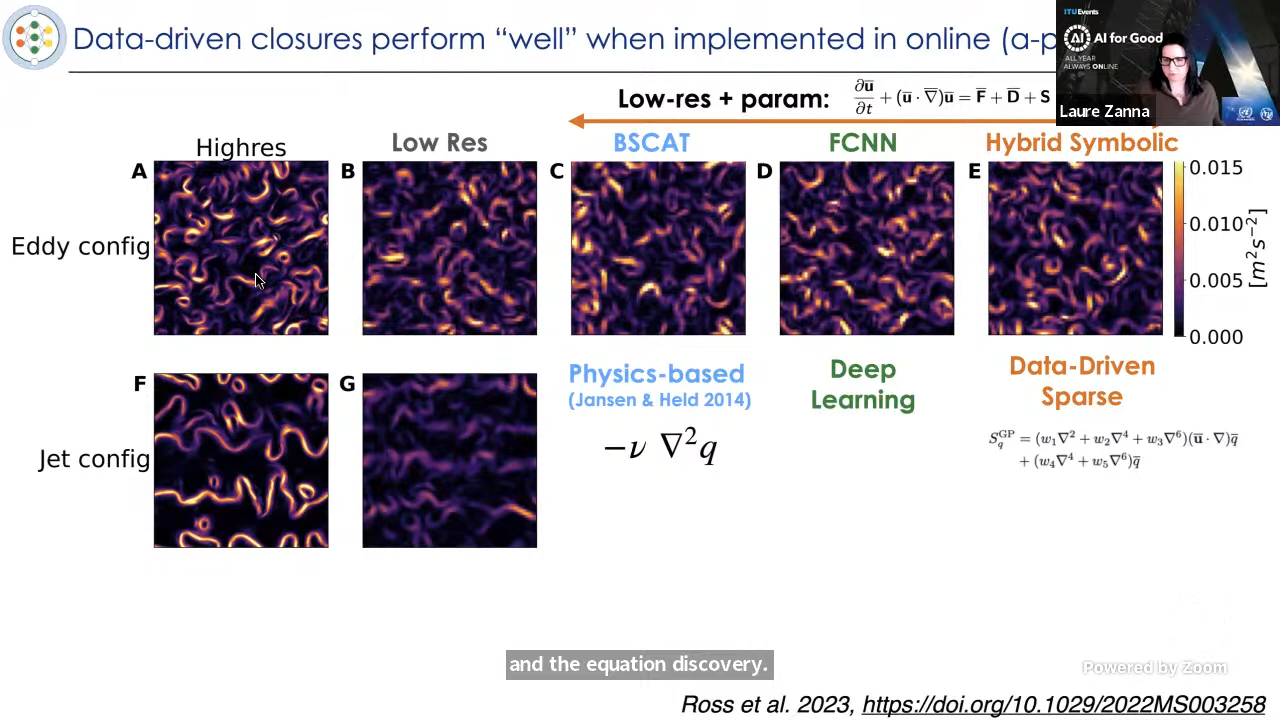 Data-driven closures perform “well” when implemented in online (a-p
ITUEvents
AI for Good
ALL YEAR
ALWAYS ONLINE
Laure Zanna
Low-res + param: ∂u̅/∂t + (u̅ · ∇̅)u̅ = F̅ + D̅ + S
Highres
Low Res
BSCAT
FCNN
Hybrid Symbolic
A
B
C
D
E
0.015
0.010
0.005
0.000
[m²s⁻²]
Eddy config
Physics-based
(Jansen & Held 2014)
−ν ∇²q
Deep
Learning
Data-Driven
Sparse
S_q^GP = (w₁∇² + w₂∇⁴ + w₃∇⁶)(u̅ · ∇)q̅
+ (w₄∇⁴ + w₅∇⁶)q̅
F
G
Jet config
and the equation discovery.
Powered by Zoom
Ross et al. 2023, https://doi.org/10.1029/2022MS003258